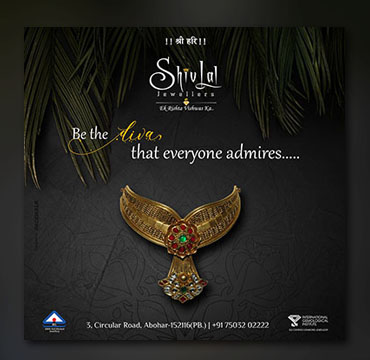 !! श्री हरि !!
ShivLal
Jewellers
Ek Rishta Vishwas Ka..
Be the diva
that everyone admires.....
INTERNATIONAL
GEMOLOGICAL
INSTITUTE
3, Circular Road, Abohar-152116(PB.) | +91 75032 02222